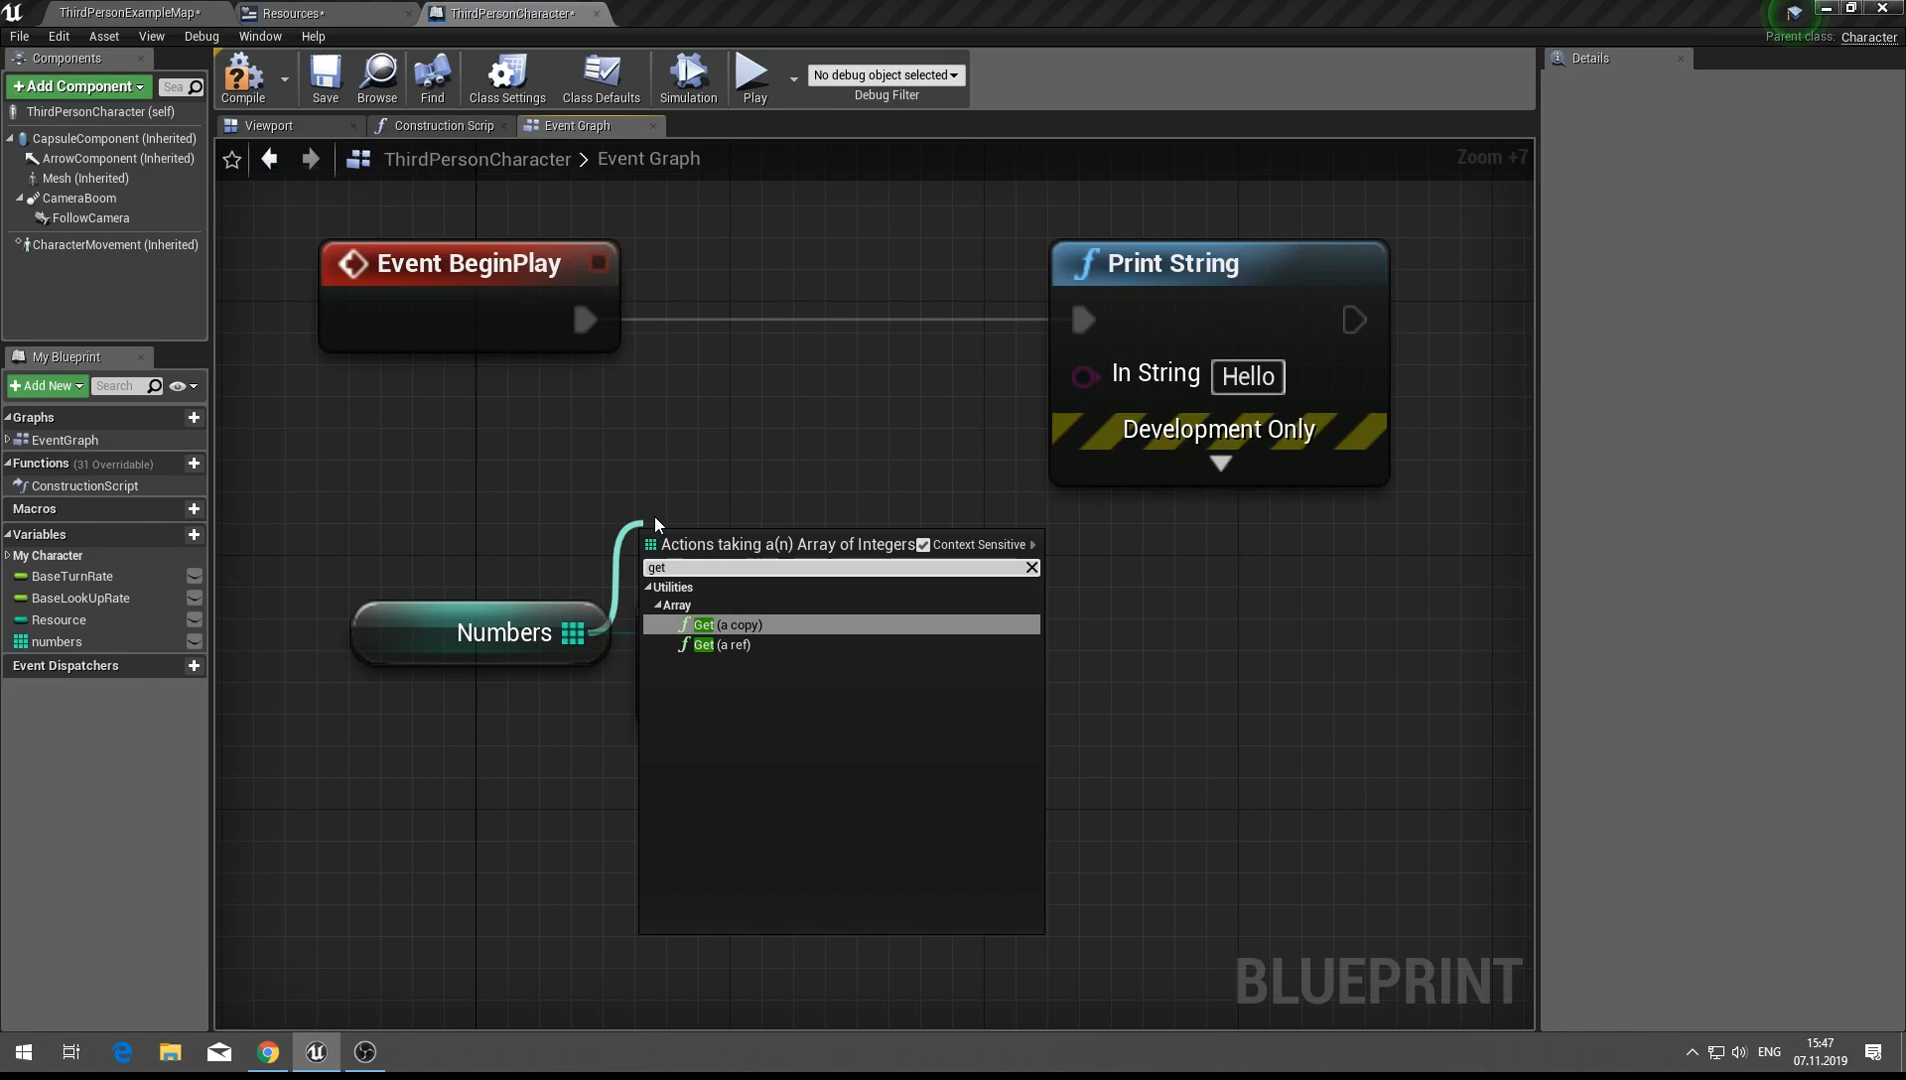 ThirdPersonExampleMap*
Resources*
ThirdPersonCharacter*
File Edit Asset View Debug Window Help
Parent class: Character
Components
+Add Component
Sea
ThirdPersonCharacter (self)
CapsuleComponent (Inherited)
ArrowComponent (Inherited)
Mesh (Inherited)
CameraBoom
FollowCamera
CharacterMovement (Inherited)
Compile
Save
Browse
Find
Class Settings
Class Defaults
Simulation
Play
No debug object selected
Debug Filter
Details
Viewport
Construction Scrip
Event Graph
ThirdPersonCharacter > Event Graph
Zoom +7
My Blueprint
+Add New
Search
Graphs
EventGraph
Functions (31 Overridable)
ConstructionScript
Macros
Variables
My Character
BaseTurnRate
BaseLookUpRate
Resource
numbers
Event Dispatchers
Event BeginPlay
Print String
In String Hello
Development Only
Numbers
Actions taking a(n) Array of Integers
Context Sensitive
get
Utilities
Array
Get (a copy)
Get (a ref)
BLUEPRINT
ENG
15:47
07.11.2019